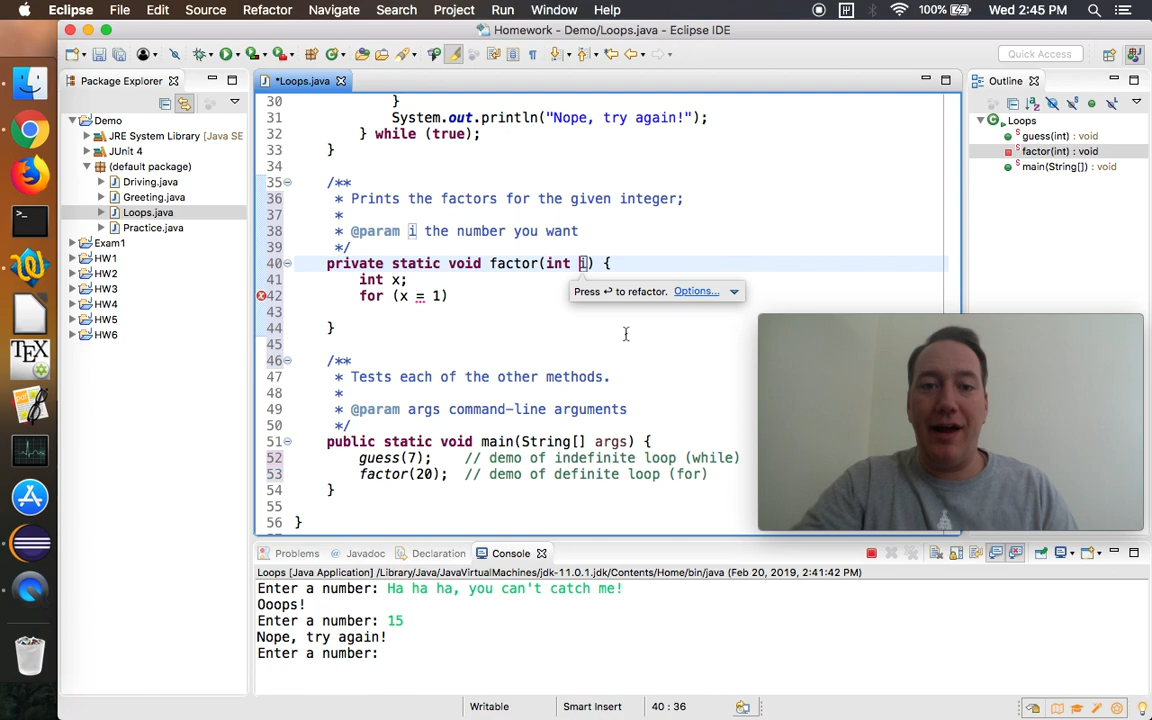 Eclipse File Edit Source Refactor Navigate Search Project Run Window Help 100% Wed 2:45 PM
Homework - Demo/Loops.java - Eclipse IDE
Quick Access
Package Explorer
Demo
JRE System Library [Java SE
JUnit 4
(default package)
Driving.java
Greeting.java
Loops.java
Practice.java
Exam1
HW1
HW2
HW3
HW4
HW5
HW6
*Loops.java
30 }
31 System.out.println("Nope, try again!");
32 } while (true);
33 }
34
35 /**
36 * Prints the factors for the given integer;
37 *
38 * @param i the number you want
39 */
40 private static void factor(int i) {
41 int x;
42 for (x = 1)
43
44 }
45
46 /**
47 * Tests each of the other methods.
48 *
49 * @param args command-line arguments
50 */
51 public static void main(String[] args) {
52 guess(7); // demo of indefinite loop (while)
53 factor(20); // demo of definite loop (for)
54 }
55
56 }
Press ↩ to refactor. Options...
Outline
Loops
guess(int) : void
factor(int) : void
main(String[]) : void
TEX
Problems Javadoc Declaration Console
Loops [Java Application] /Library/Java/JavaVirtualMachines/jdk-11.0.1.jdk/Contents/Home/bin/java (Feb 20, 2019, 2:41:42 PM)
Enter a number: Ha ha ha, you can't catch me!
Ooops!
Enter a number: 15
Nope, try again!
Enter a number:
Writable Smart Insert 40 : 36